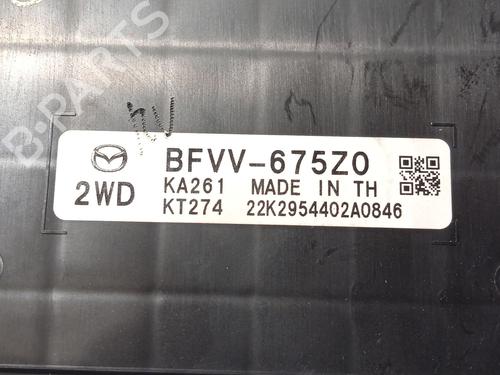 B-PARTS
BFVV-675Z0
2WD
KA261 MADE IN TH
KT274 22K2954402A0846